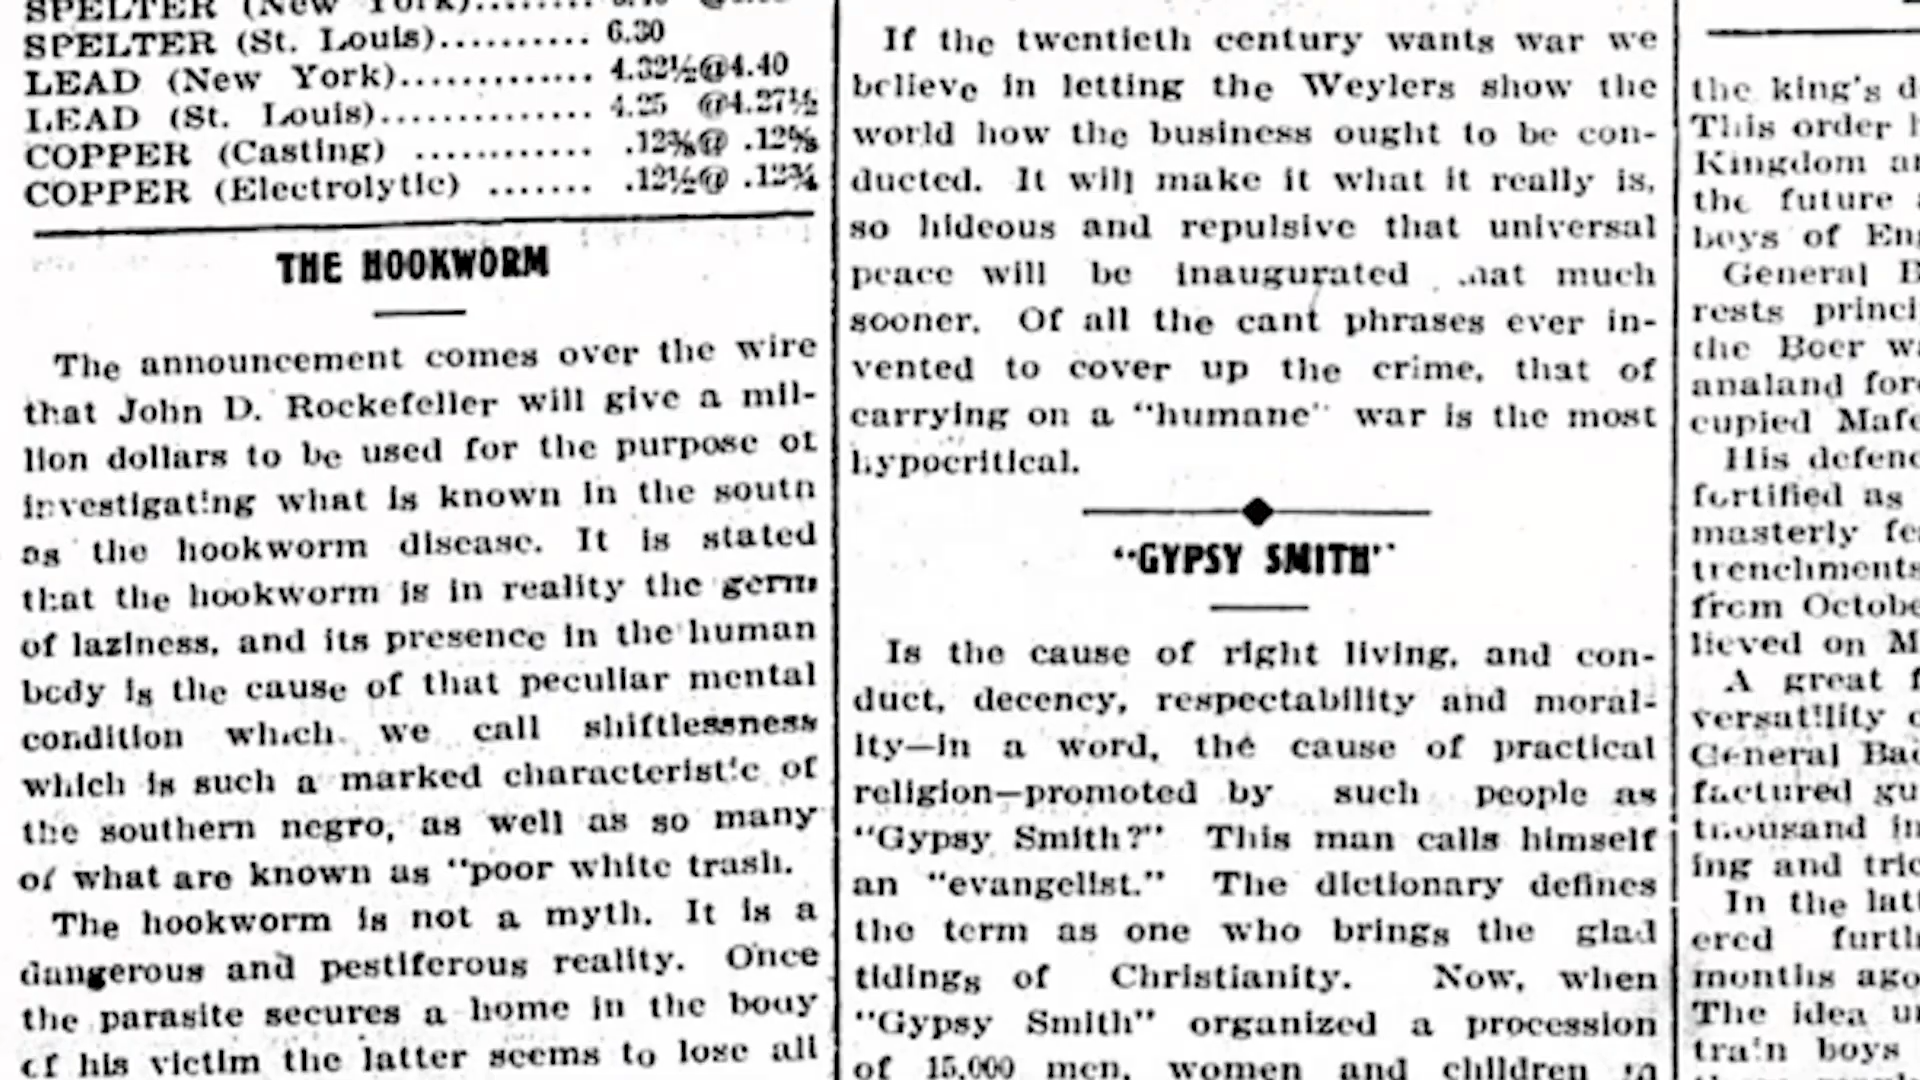 SPELTER (New York)........
SPELTER (St. Louis).......... 6.30
LEAD (New York)............. 4.32½@4.40
LEAD (St. Louis).............. 4.25 @4.27½
COPPER (Casting) ............ .12⅜@ .12⅝
COPPER (Electrolytic) ....... .12½@ .12¾
THE HOOKWORM
The announcement comes over the wire
that John D. Rockefeller will give a mil-
lion dollars to be used for the purpose of
investigating what is known in the south
as the hookworm disease. It is stated
that the hookworm is in reality the germ
of laziness, and its presence in the human
body is the cause of that peculiar mental
condition which we call shiftlessness
which is such a marked characteristic of
the southern negro, as well as so many
of what are known as "poor white trash.
The hookworm is not a myth. It is a
dangerous and pestiferous reality. Once
the parasite secures a home in the body
of his victim the latter seems to lose all
If the twentieth century wants war we
believe in letting the Weylers show the
world how the business ought to be con-
ducted. It will make it what it really is,
so hideous and repulsive that universal
peace will be inaugurated much
sooner. Of all the cant phrases ever in-
vented to cover up the crime, that of
carrying on a "humane" war is the most
hypocritical.
"GYPSY SMITH"
Is the cause of right living, and con-
duct, decency, respectability and moral-
ity—in a word, the cause of practical
religion—promoted by such people as
"Gypsy Smith?" This man calls himself
an "evangelist." The dictionary defines
the term as one who brings the glad
tidings of Christianity. Now, when
"Gypsy Smith" organized a procession
of 15,000 men, women and children
the king's
This order
Kingdom
the future
boys of
General
rests
the Boer
analand
cupied
His
fortified as
masterly
trenchments
from
lieved on
A great
versatility
General
factured
thousand
ing and
In the
ered
months ago
The idea
train boys